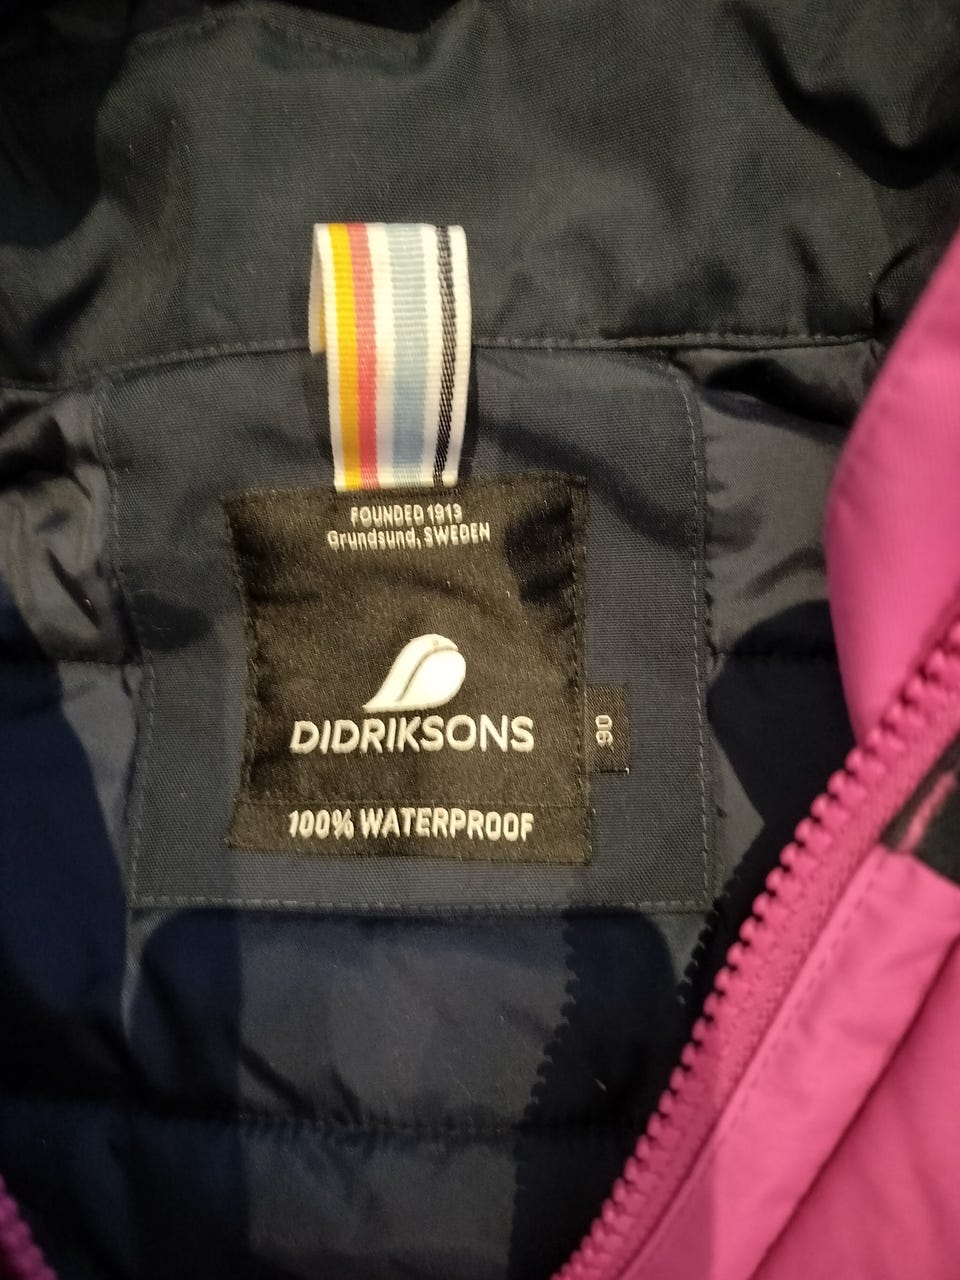 FOUNDED 1913
Grundsund, SWEDEN
DIDRIKSONS
90
100% WATERPROOF